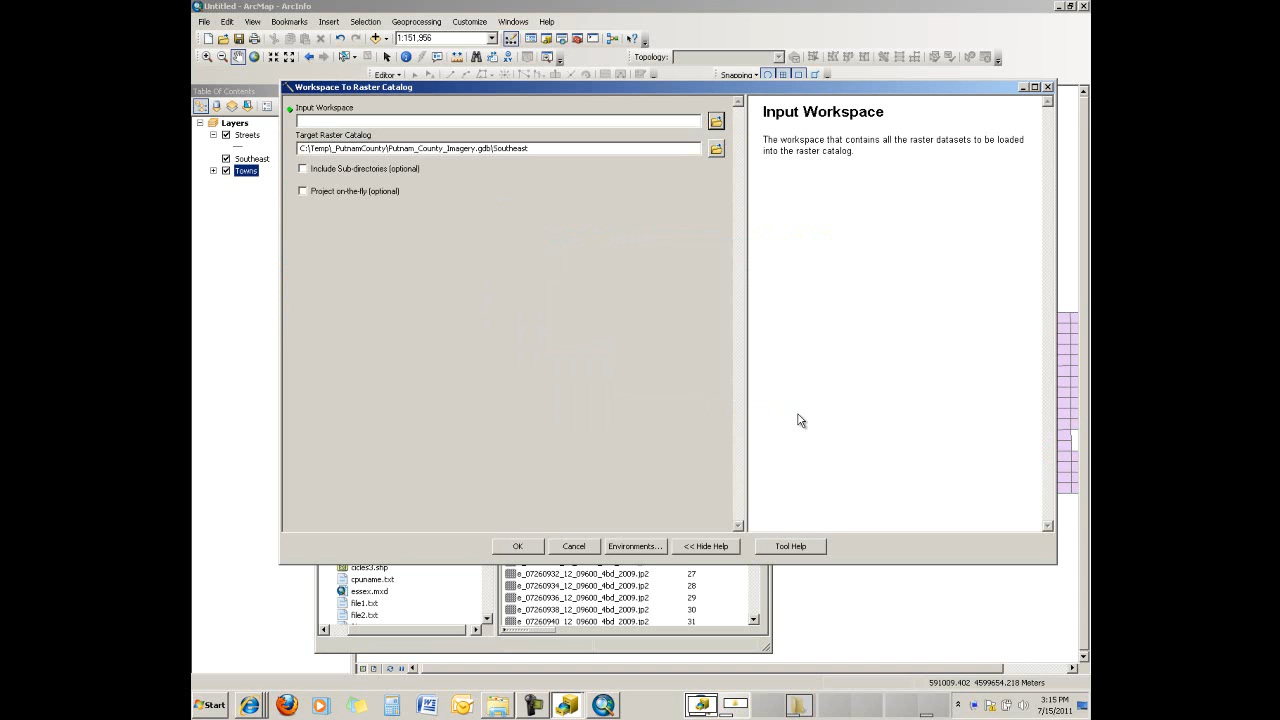 Untitled - ArcMap - ArcInfo
File Edit View Bookmarks Insert Selection Geoprocessing Customize Windows Help
1:151,956
Topology:
Editor
Snapping
Table Of Contents
Layers
Streets
Southeast
Towns
Workspace To Raster Catalog
Input Workspace
Target Raster Catalog
C:\Temp\_PutnamCounty\Putnam_County_Imagery.gdb\Southeast
Include Sub-directories (optional)
Project on-the-fly (optional)
OK Cancel Environments... << Hide Help Tool Help
Input Workspace
The workspace that contains all the raster datasets to be loaded
into the raster catalog.
cicles3.shp
cpuname.txt
essex.mxd
file1.txt
file2.txt
e_07260932_12_09600_4bd_2009.jp2 27
e_07260934_12_09600_4bd_2009.jp2 28
e_07260936_12_09600_4bd_2009.jp2 29
e_07260938_12_09600_4bd_2009.jp2 30
e_07260940_12_09600_4bd_2009.jp2 31
591009.402 4599654.218 Meters
Start
3:15 PM
7/15/2011